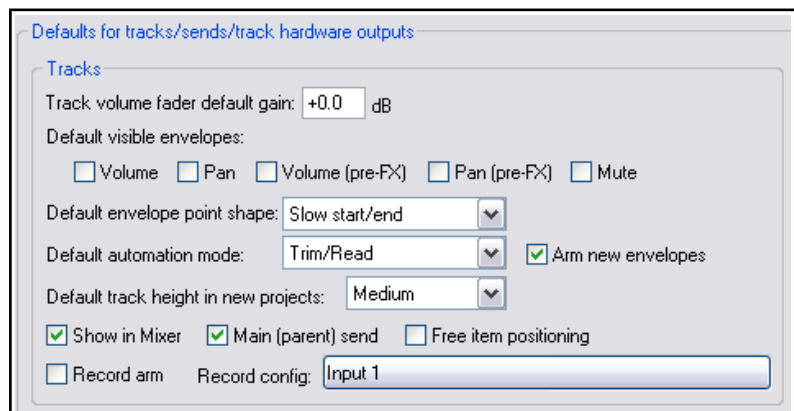 Defaults for tracks/sends/track hardware outputs
Tracks
Track volume fader default gain: +0.0 dB
Default visible envelopes:
Volume Pan Volume (pre-FX) Pan (pre-FX) Mute
Default envelope point shape: Slow start/end
Default automation mode: Trim/Read Arm new envelopes
Default track height in new projects: Medium
Show in Mixer Main (parent) send Free item positioning
Record arm Record config: Input 1